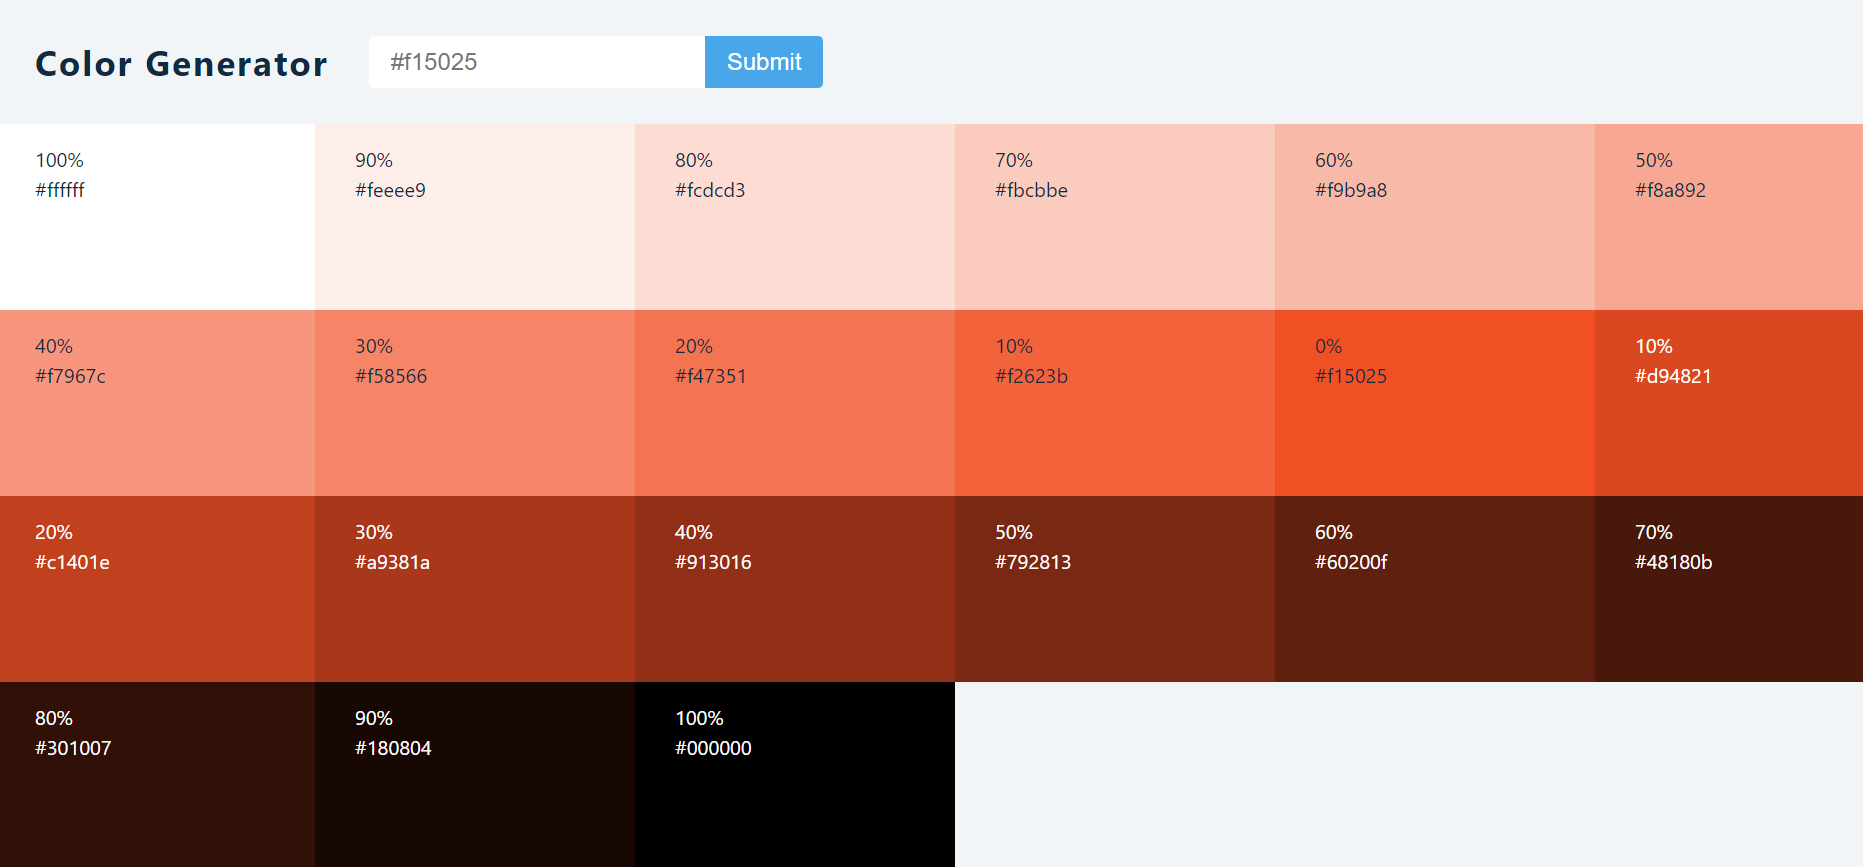 Color Generator
#f15025
Submit
100%
#ffffff
90%
#feeee9
80%
#fcdcd3
70%
#fbcbbe
60%
#f9b9a8
50%
#f8a892
40%
#f7967c
30%
#f58566
20%
#f47351
10%
#f2623b
0%
#f15025
10%
#d94821
20%
#c1401e
30%
#a9381a
40%
#913016
50%
#792813
60%
#60200f
70%
#48180b
80%
#301007
90%
#180804
100%
#000000